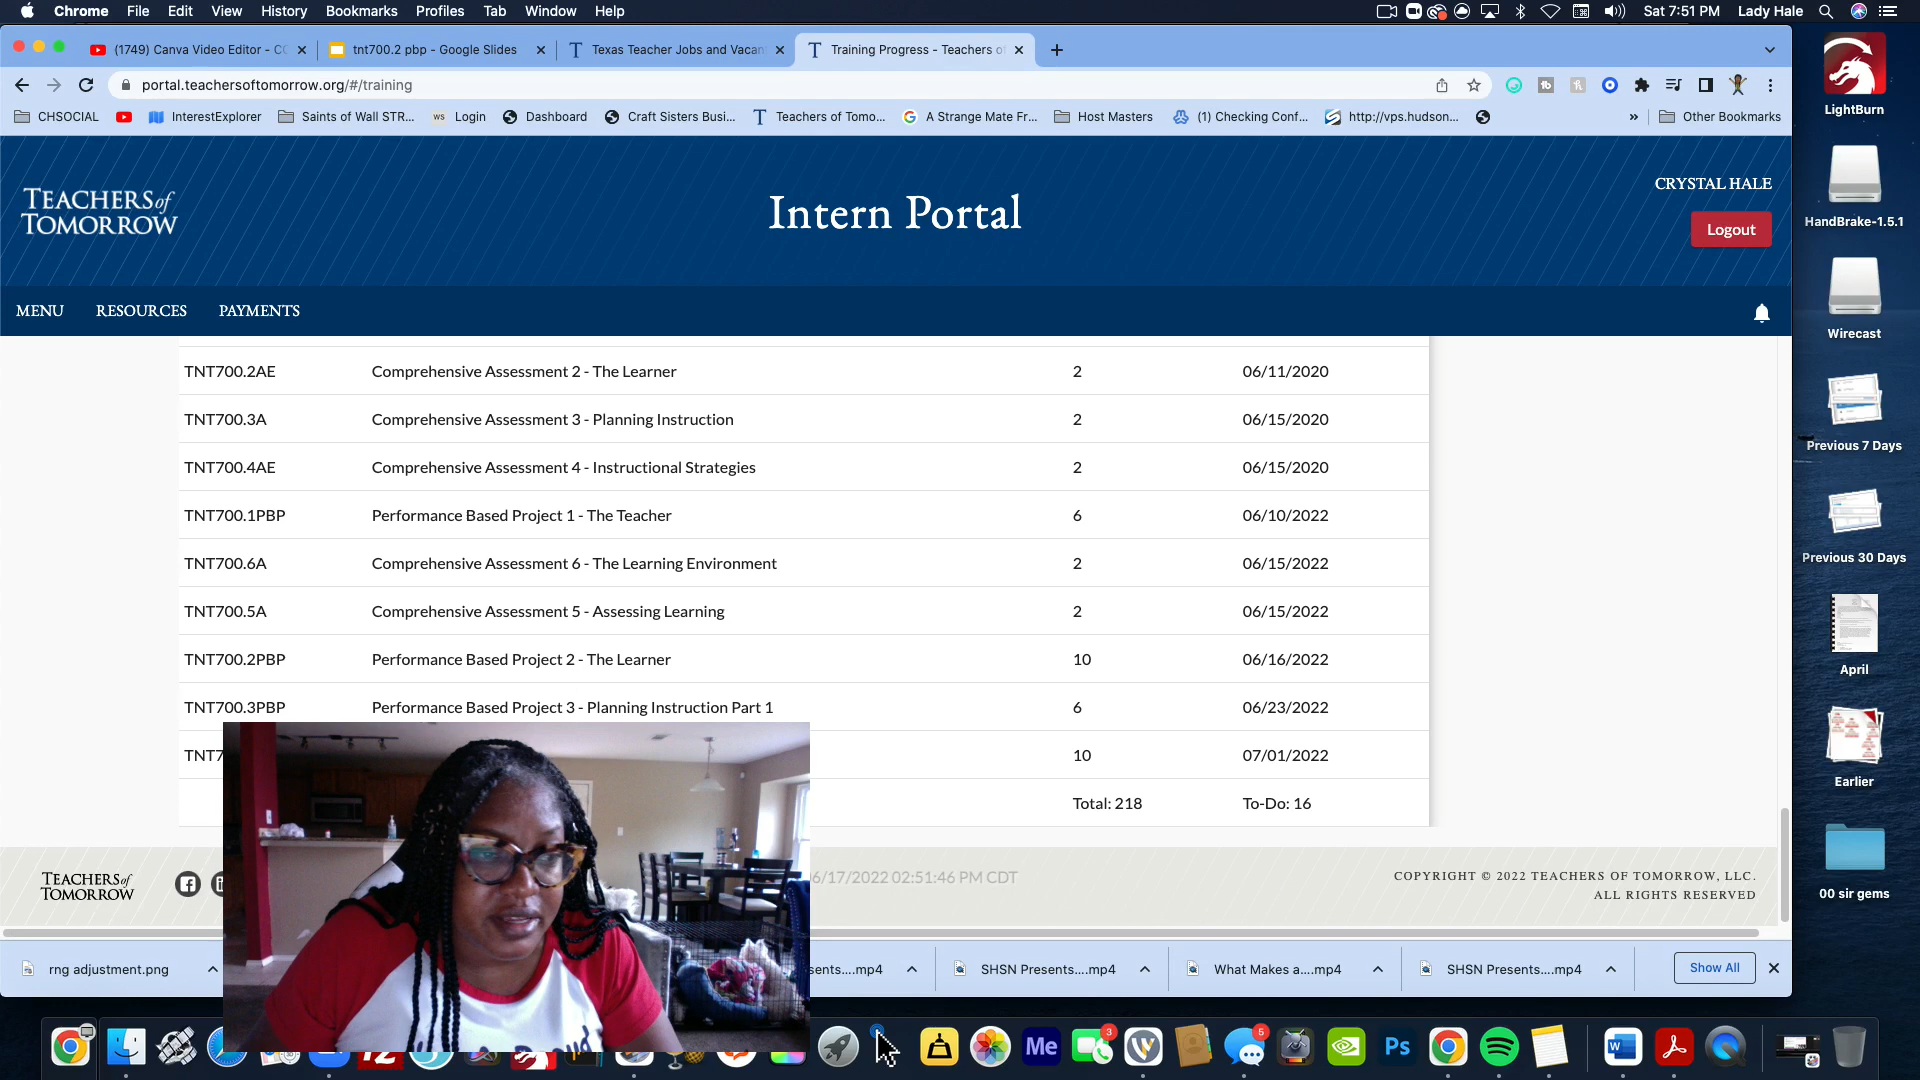 Chrome File Edit View History Bookmarks Profiles Tab Window Help Sat 7:51 PM Lady Hale
(1749) Canva Video Editor - CO tnt700.2 pbp - Google Slides Texas Teacher Jobs and Vacan Training Progress - Teachers o
portal.teachersoftomorrow.org/#/training
CHSOCIAL InterestExplorer Saints of Wall STR... ws Login Dashboard Craft Sisters Busi... Teachers of Tomo... A Strange Mate Fr... Host Masters (1) Checking Conf... http://vps.hudson... » Other Bookmarks
TEACHERS of
TOMORROW
Intern Portal
CRYSTAL HALE
Logout
MENU RESOURCES PAYMENTS
TNT700.2AE Comprehensive Assessment 2 - The Learner 2 06/11/2020
TNT700.3A Comprehensive Assessment 3 - Planning Instruction 2 06/15/2020
TNT700.4AE Comprehensive Assessment 4 - Instructional Strategies 2 06/15/2020
TNT700.1PBP Performance Based Project 1 - The Teacher 6 06/10/2022
TNT700.6A Comprehensive Assessment 6 - The Learning Environment 2 06/15/2022
TNT700.5A Comprehensive Assessment 5 - Assessing Learning 2 06/15/2022
TNT700.2PBP Performance Based Project 2 - The Learner 10 06/16/2022
TNT700.3PBP Performance Based Project 3 - Planning Instruction Part 1 6 06/23/2022
TNT7 10 07/01/2022
Total: 218 To-Do: 16
TEACHERS of
TOMORROW
6/17/2022 02:51:46 PM CDT
COPYRIGHT © 2022 TEACHERS OF TOMORROW, LLC.
ALL RIGHTS RESERVED
rng adjustment.png sents....mp4 SHSN Presents....mp4 What Makes a....mp4 SHSN Presents....mp4 Show All
LightBurn
HandBrake-1.5.1
Wirecast
Previous 7 Days
Previous 30 Days
April
Earlier
00 sir gems
12 Me 3 5 Ps W